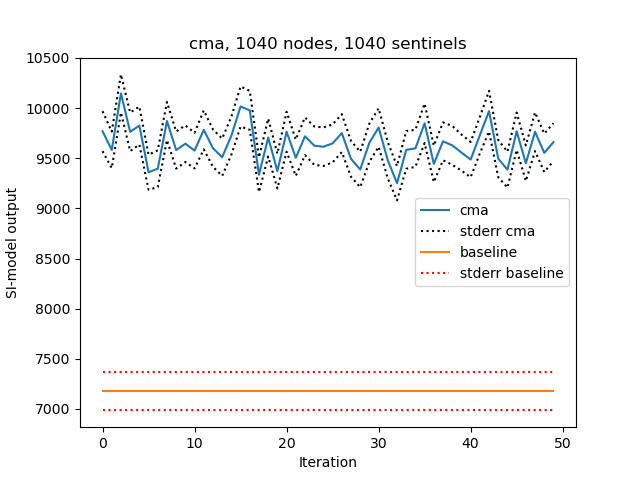 cma, 1040 nodes, 1040 sentinels
10500
10000
9500
9000
8500
8000
7500
7000
SI-model output
cma
stderr cma
baseline
stderr baseline
0 10 20 30 40 50
Iteration